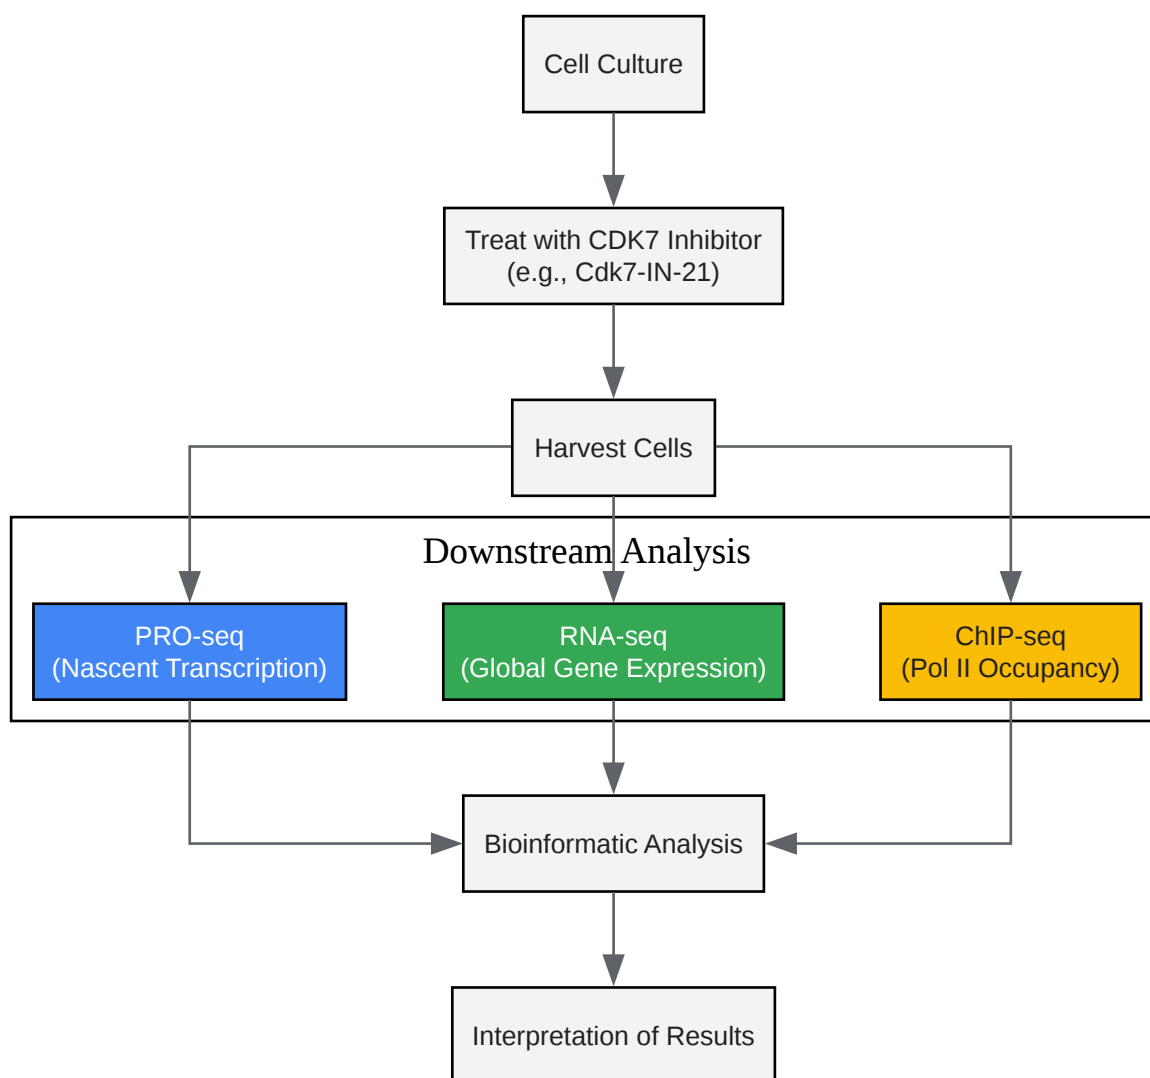 Cell Culture
Treat with CDK7 Inhibitor
(e.g., Cdk7-IN-21)
Harvest Cells
Downstream Analysis
PRO-seq
(Nascent Transcription)
RNA-seq
(Global Gene Expression)
ChIP-seq
(Pol II Occupancy)
Bioinformatic Analysis
Interpretation of Results